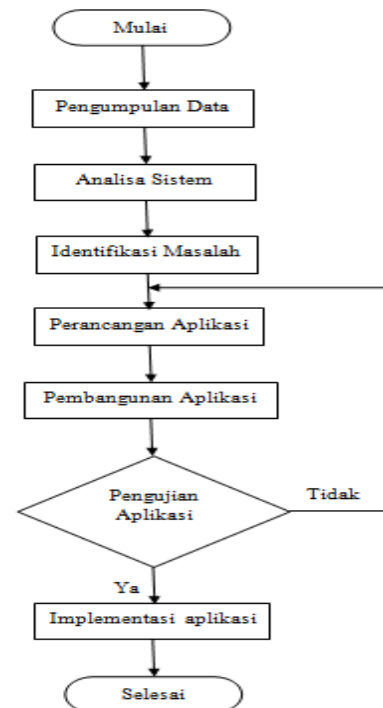 Mulai
Pengumpulan Data
Analisa Sistem
Identifikasi Masalah
Perancangan Aplikasi
Pembangunan Aplikasi
Pengujian
Aplikasi
Tidak
Ya
Implementasi aplikasi
Selesai